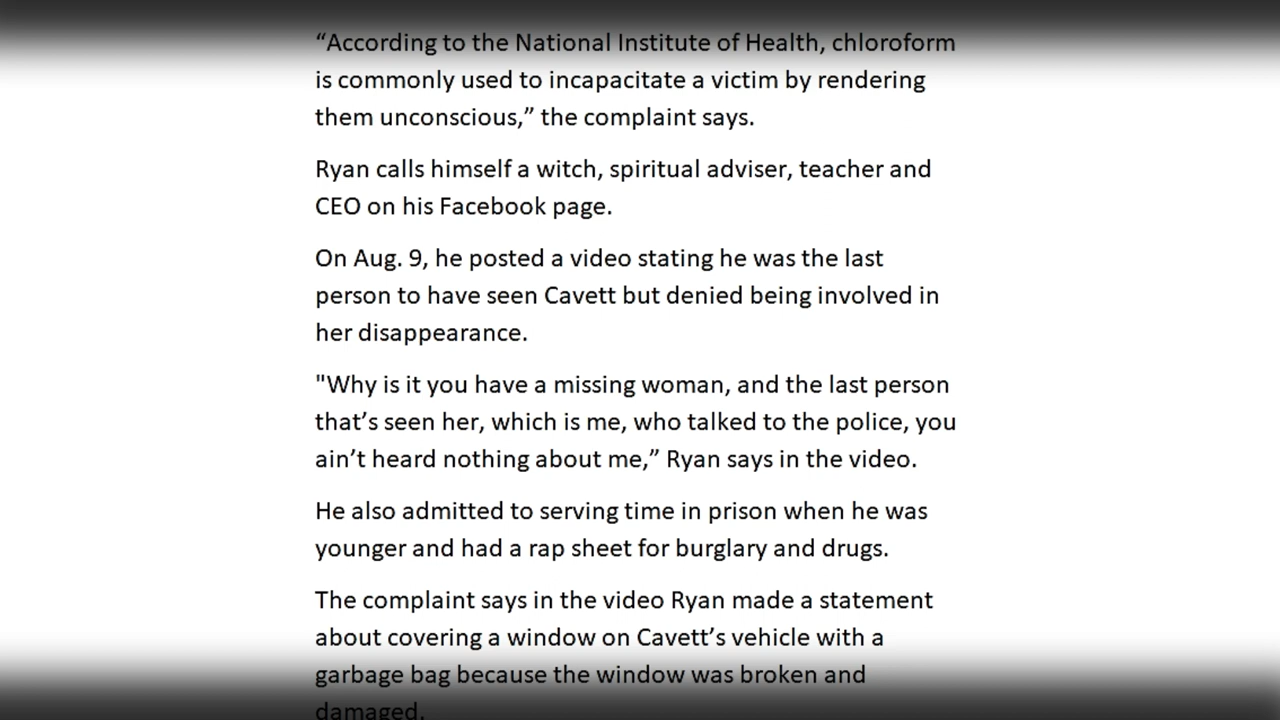 “According to the National Institute of Health, chloroform
is commonly used to incapacitate a victim by rendering
them unconscious,” the complaint says.
Ryan calls himself a witch, spiritual adviser, teacher and
CEO on his Facebook page.
On Aug. 9, he posted a video stating he was the last
person to have seen Cavett but denied being involved in
her disappearance.
"Why is it you have a missing woman, and the last person
that’s seen her, which is me, who talked to the police, you
ain’t heard nothing about me,” Ryan says in the video.
He also admitted to serving time in prison when he was
younger and had a rap sheet for burglary and drugs.
The complaint says in the video Ryan made a statement
about covering a window on Cavett’s vehicle with a
garbage bag because the window was broken and
damaged.